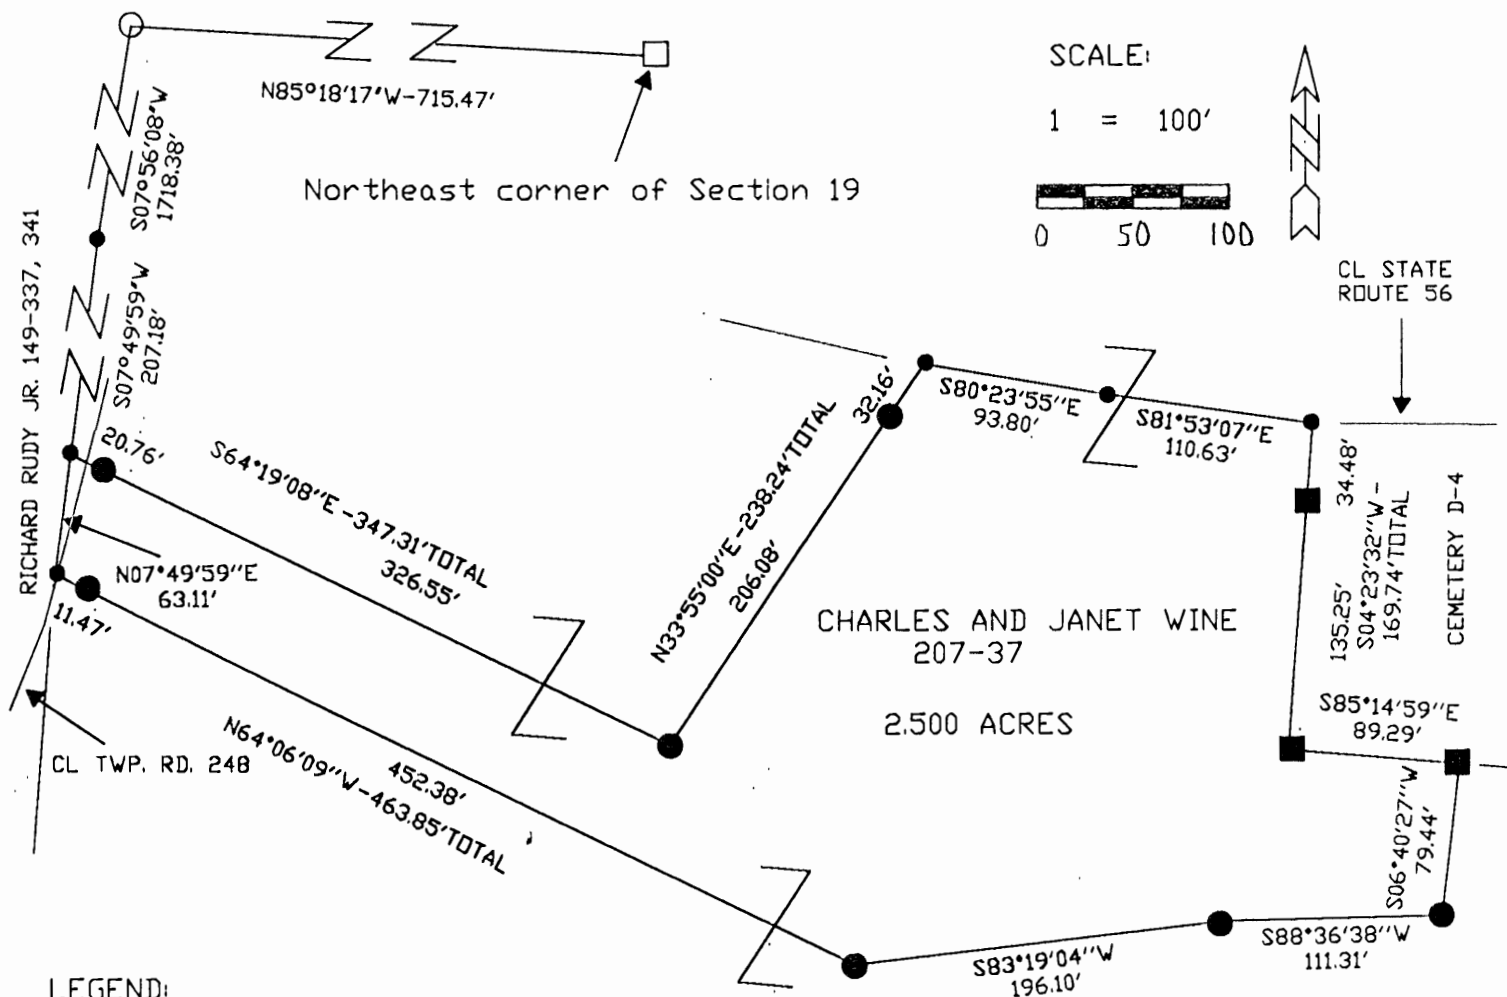 N85°18'17"W-715.47'
Northeast corner of Section 19
SCALE:
1 = 100'
0 50 100
S07°56'08"W
1718.38'
S07°49'59"W
207.18'
RICHARD RUDY JR. 149-337, 341
CL STATE
ROUTE 56
20.76'
S64°19'08"E-347.31'TOTAL
326.55'
N33°55'00"E-238.24'TOTAL
206.08'
32.16'
S80°23'55"E
93.80'
S81°53'07"E
110.63'
34.48'
135.25'
S04°23'32"W-
169.74'TOTAL
CEMETERY D-4
N07°49'59"E
63.11'
11.47'
CHARLES AND JANET WINE
207-37
2.500 ACRES
S85°14'59"E
89.29'
CL TWP. RD. 248
N64°06'09"W-463.85'TOTAL
452.38'
S06°40'27"W
79.44'
S83°19'04"W
196.10'
S88°36'38"W
111.31'
LEGEND: